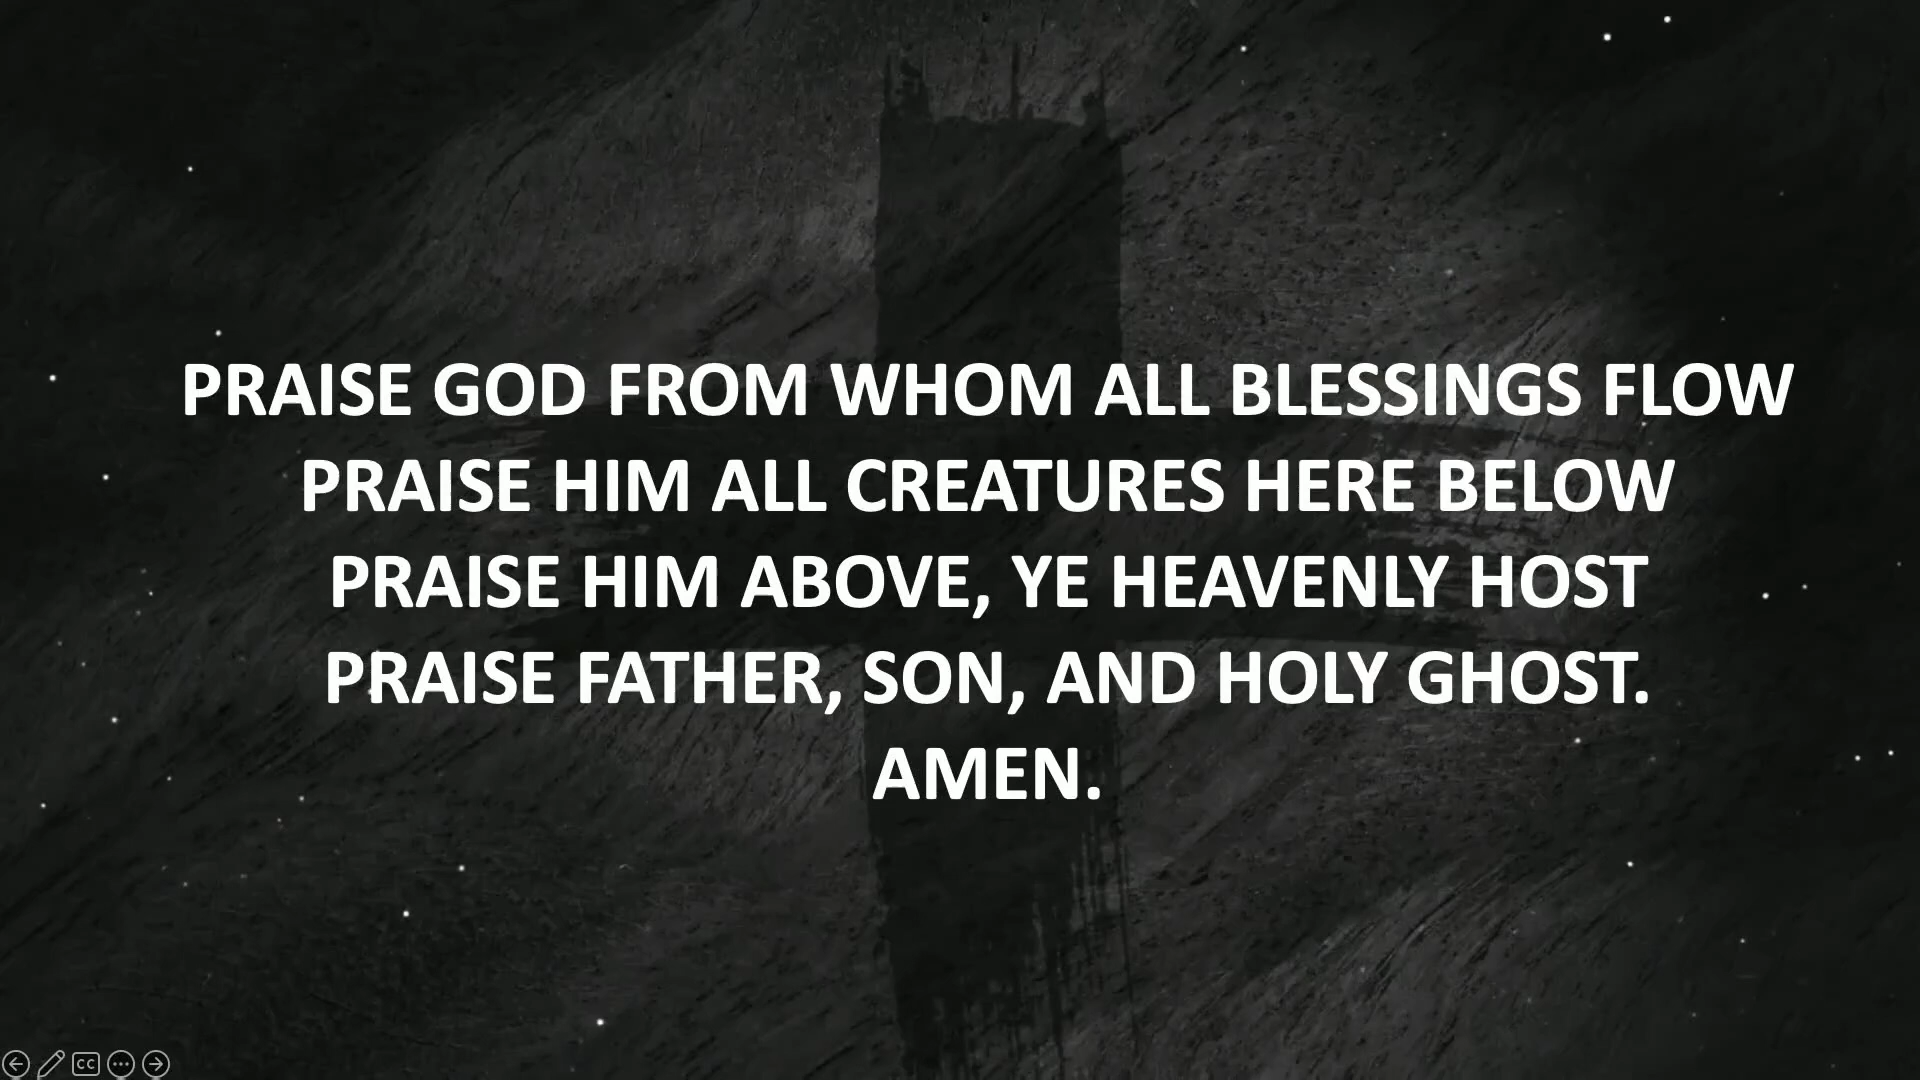 PRAISE GOD FROM WHOM ALL BLESSINGS FLOW
PRAISE HIM ALL CREATURES HERE BELOW
PRAISE HIM ABOVE, YE HEAVENLY HOST
PRAISE FATHER, SON, AND HOLY GHOST.
AMEN.
CC